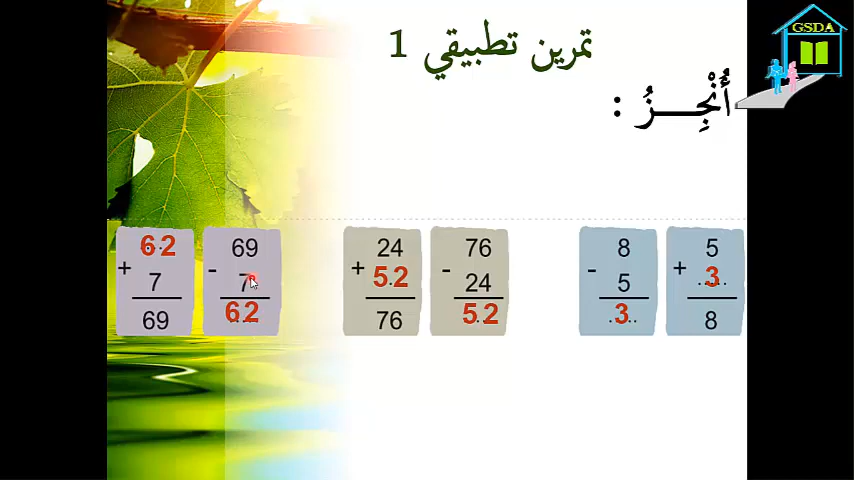 GSDA
تمرين تطبيقي 1
أُنْجِــزُ :
5 8 76 24 69 62
+ 3 - 5 - 24 + 52 - 7 + 7
8 3 52 76 62 69